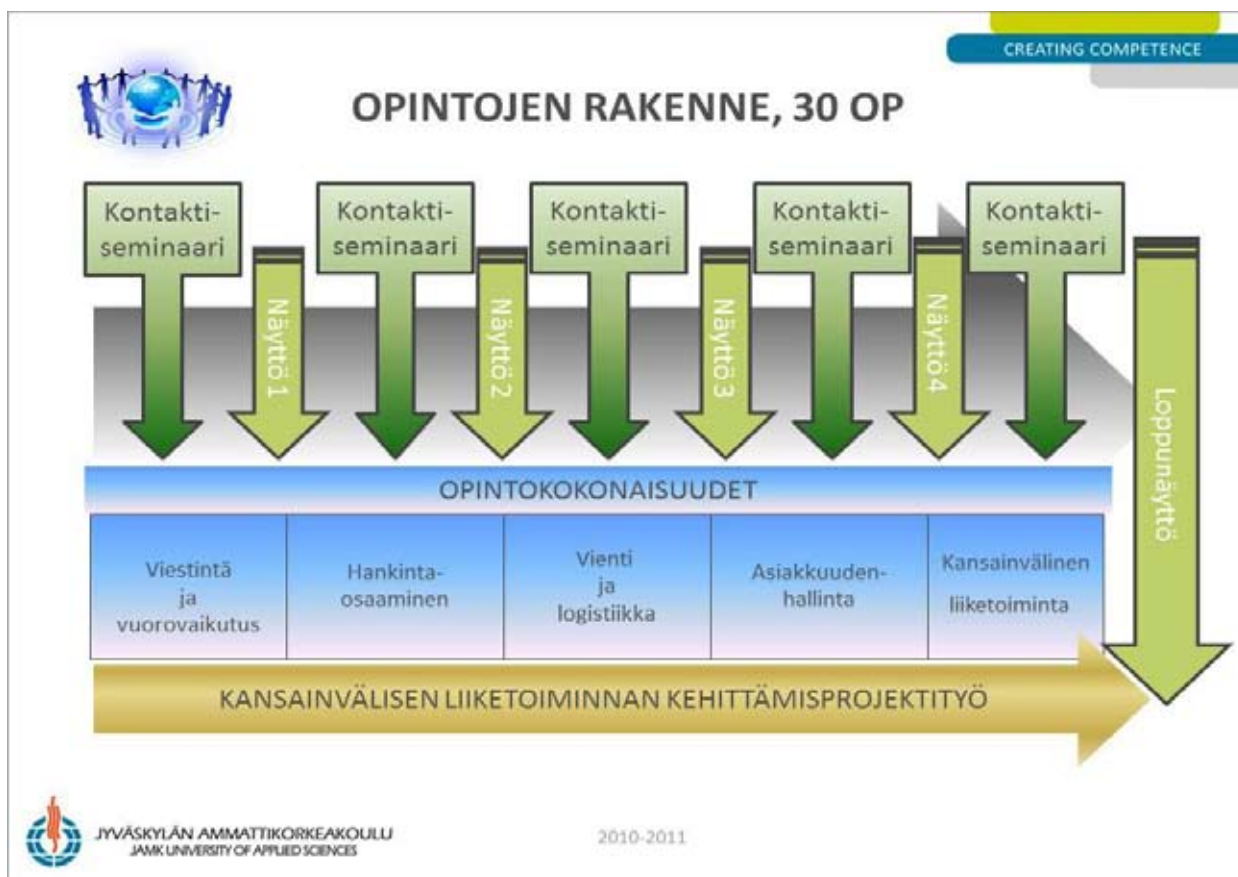 CREATING COMPETENCE
OPINTOJEN RAKENNE, 30 OP
Kontakti-
seminaari
Näyttö 1
Kontakti-
seminaari
Näyttö 2
Kontakti-
seminaari
Näyttö 3
Kontakti-
seminaari
Näyttö 4
Kontakti-
seminaari
Loppunäyttö
OPINTOKOKONAISUUDET
Viestintä
ja
vuorovaikutus
Hankinta-
osaaminen
Vienti
ja
logistiikka
Asiakkuuden-
hallinta
Kansainvälinen
liiketoiminta
KANSAINVÄLISEN LIIKETOIMINNAN KEHITTÄMISPROJEKTITYÖ
JYVÄSKYLÄN AMMATTIKORKEAKOULU
JAMK UNIVERSITY OF APPLIED SCIENCES
2010-2011